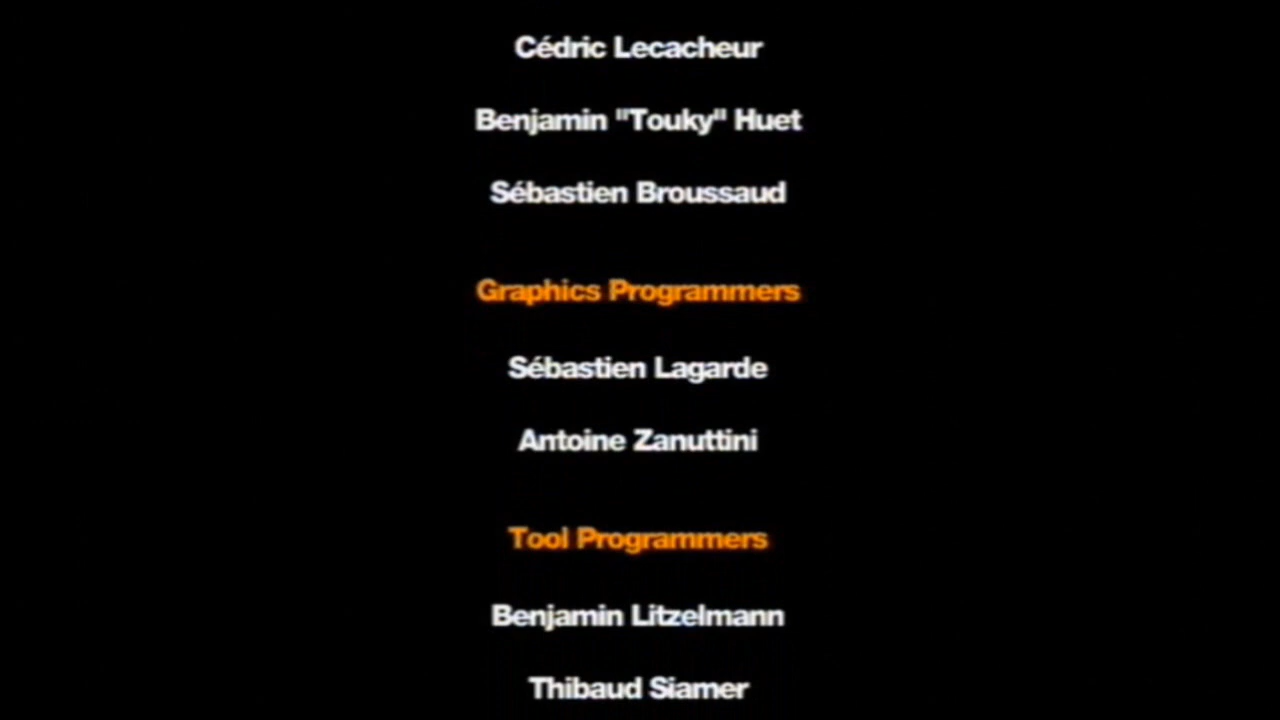 Cédric Lecacheur
Benjamin "Touky" Huet
Sébastien Broussaud
Graphics Programmers
Sébastien Lagarde
Antoine Zanuttini
Tool Programmers
Benjamin Litzelmann
Thibaud Siamer